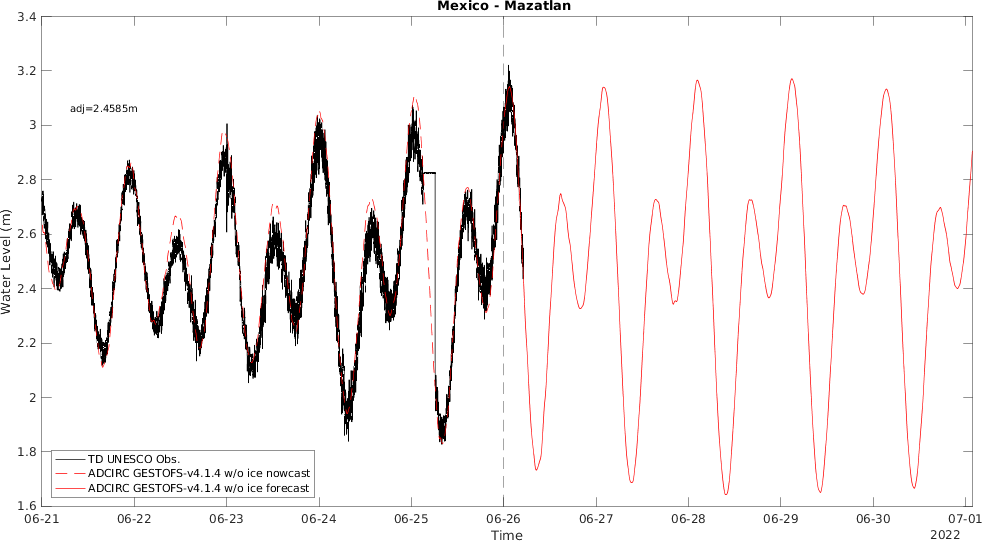 Mexico - Mazatlan
3.4
3.2
3
2.8
2.6
2.4
2.2
2
1.8
1.6
Water Level (m)
adj=2.4585m
TD UNESCO Obs.
ADCIRC GESTOFS-v4.1.4 w/o ice nowcast
ADCIRC GESTOFS-v4.1.4 w/o ice forecast
06-21 06-22 06-23 06-24 06-25 06-26 06-27 06-28 06-29 06-30 07-01
Time
2022